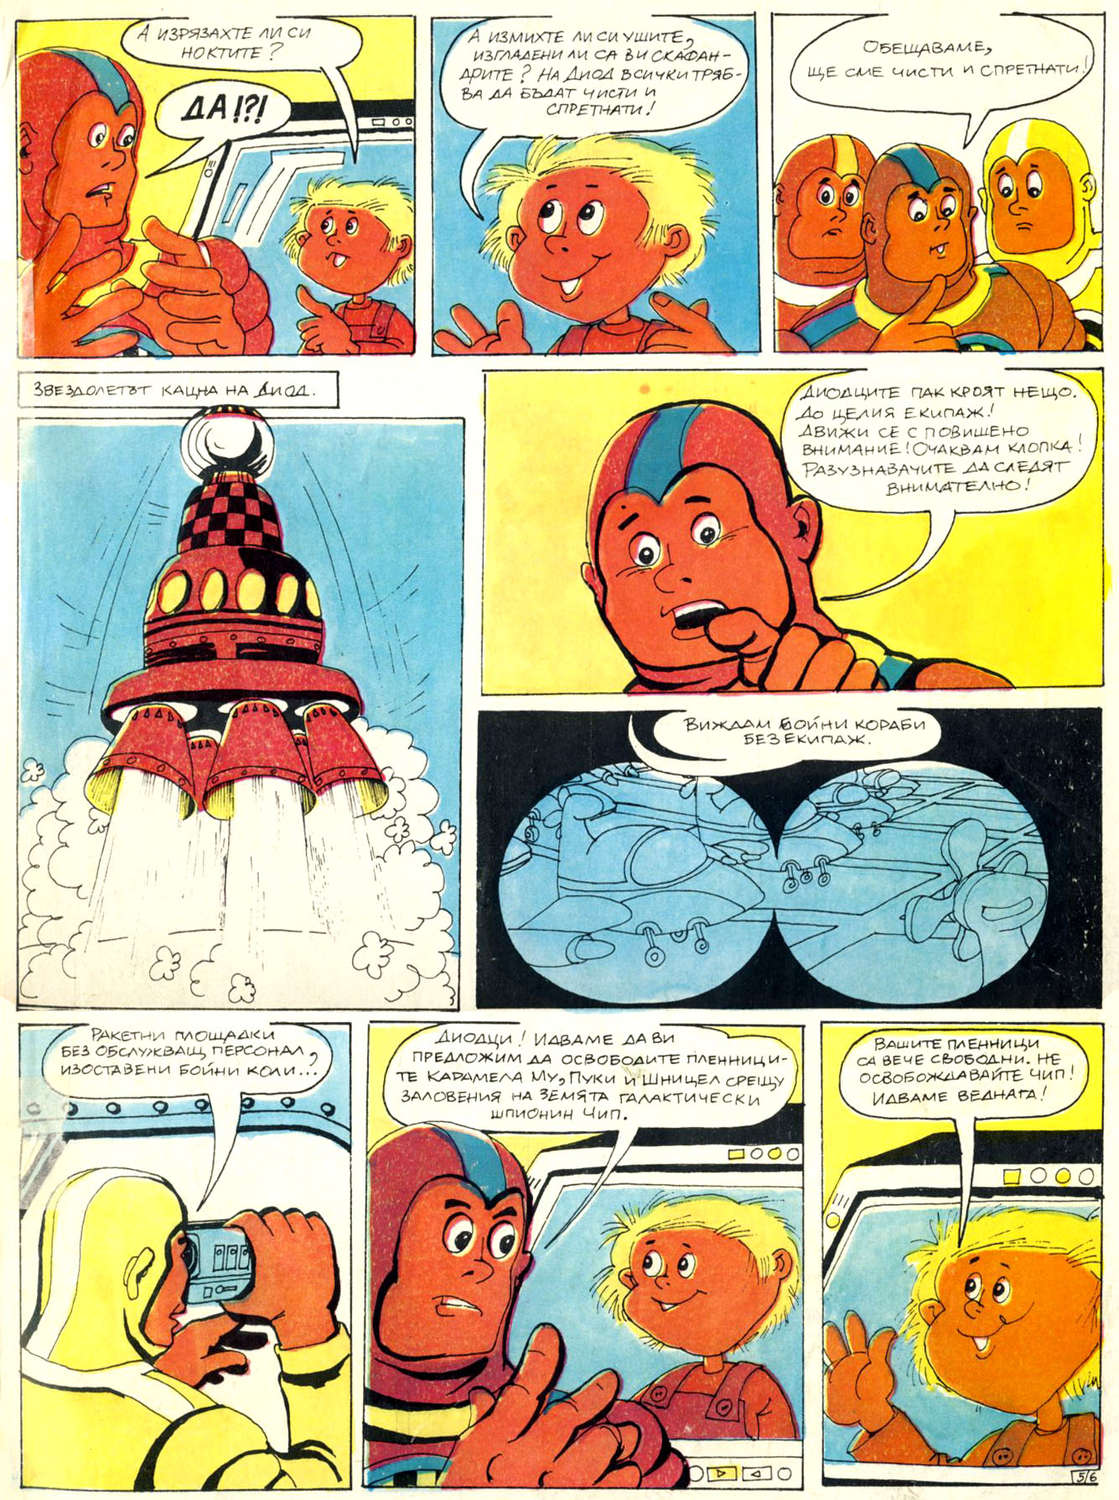 А ИЗРЯЗАХТЕ ЛИ СИ
НОКТИТЕ?
ДА!?!
А ИЗМИХТЕ ЛИ СИ УШИТЕ,
ИЗГЛАДЕНИ ЛИ СА ВИ СКАФАН-
ДРИТЕ? НА ДИОД ВСИЧКИ ТРЯБ-
ВА ДА БЪДАТ ЧИСТИ И
СПРЕТНАТИ!
ОБЕЩАВАМЕ,
ЩЕ СМЕ ЧИСТИ И СПРЕТНАТИ!
ЗВЕЗДОЛЕТЪТ КАЦНА НА ДИОД.
ДИОДЦИТЕ ПАК КРОЯТ НЕЩО.
ДО ЦЕЛИЯ ЕКИПАЖ!
ДВИЖИ СЕ С ПОВИШЕНО
ВНИМАНИЕ! ОЧАКВАМ КЛОПКА!
РАЗУЗНАВАЧИТЕ ДА СЛЕДЯТ
ВНИМАТЕЛНО!
ВИЖДАМ БОЙНИ КОРАБИ
БЕЗ ЕКИПАЖ.
РАКЕТНИ ПЛОЩАДКИ
БЕЗ ОБСЛУЖВАЩ ПЕРСОНАЛ,
ИЗОСТАВЕНИ БОЙНИ КОЛИ...
ДИОДЦИ! ИДВАМЕ ДА ВИ
ПРЕДЛОЖИМ ДА ОСВОБОДИТЕ ПЛЕННИЦИ-
ТЕ КАРАМЕЛА МУ, ПУКИ И ШНИЦЕЛ СРЕЩУ
ЗАЛОВЕНИЯ НА ЗЕМЯТА ГАЛАКТИЧЕСКИ
ШПИОНИН ЧИП.
ВАШИТЕ ПЛЕННИЦИ
СА ВЕЧЕ СВОБОДНИ. НЕ
ОСВОБОЖДАВАЙТЕ ЧИП!
ИДВАМЕ ВЕДНАГА!
5/6